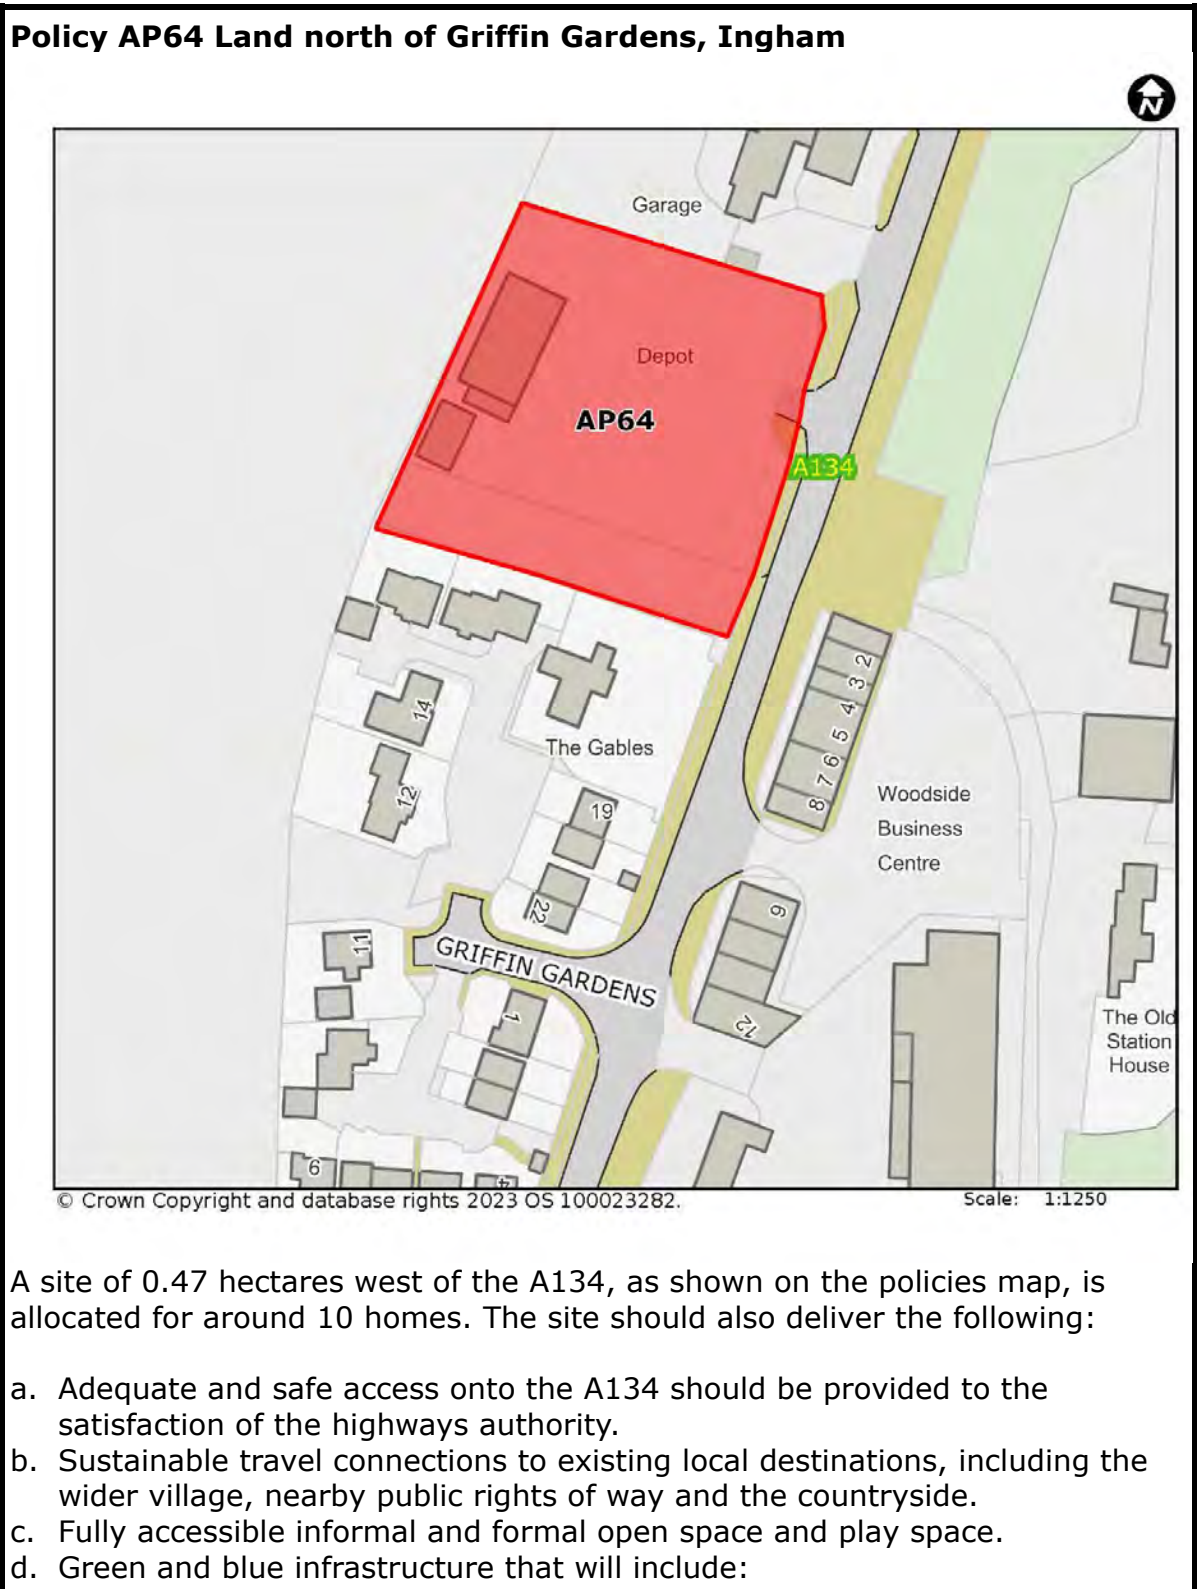 Policy AP64 Land north of Griffin Gardens, Ingham
N
Garage
Depot
AP64
A134
14
The Gables
12
19
22
2
3
4
5
6
7
8
Woodside
Business
Centre
9
12
11
GRIFFIN GARDENS
1
The Old
Station
House
6
4
© Crown Copyright and database rights 2023 OS 100023282.
Scale: 1:1250
A site of 0.47 hectares west of the A134, as shown on the policies map, is
allocated for around 10 homes. The site should also deliver the following:
a. Adequate and safe access onto the A134 should be provided to the
satisfaction of the highways authority.
b. Sustainable travel connections to existing local destinations, including the
wider village, nearby public rights of way and the countryside.
c. Fully accessible informal and formal open space and play space.
d. Green and blue infrastructure that will include: